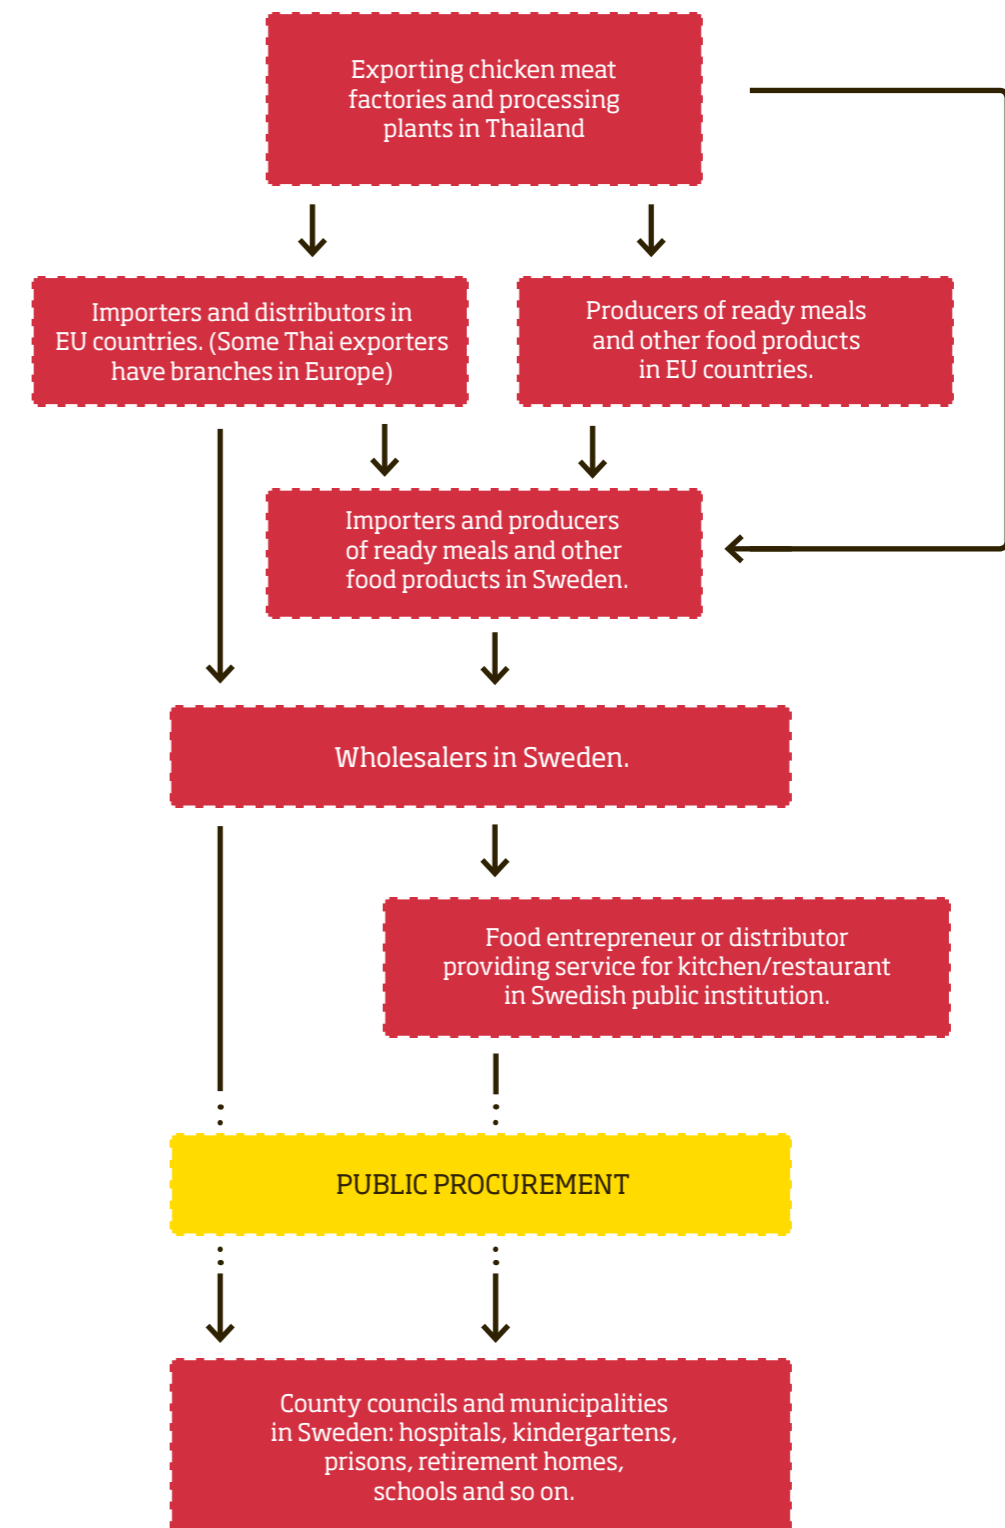 Exporting chicken meat
factories and processing
plants in Thailand
Importers and distributors in
EU countries. (Some Thai exporters
have branches in Europe)
Producers of ready meals
and other food products
in EU countries.
Importers and producers
of ready meals and other
food products in Sweden.
Wholesalers in Sweden.
Food entrepreneur or distributor
providing service for kitchen/restaurant
in Swedish public institution.
PUBLIC PROCUREMENT
County councils and municipalities
in Sweden: hospitals, kindergartens,
prisons, retirement homes,
schools and so on.